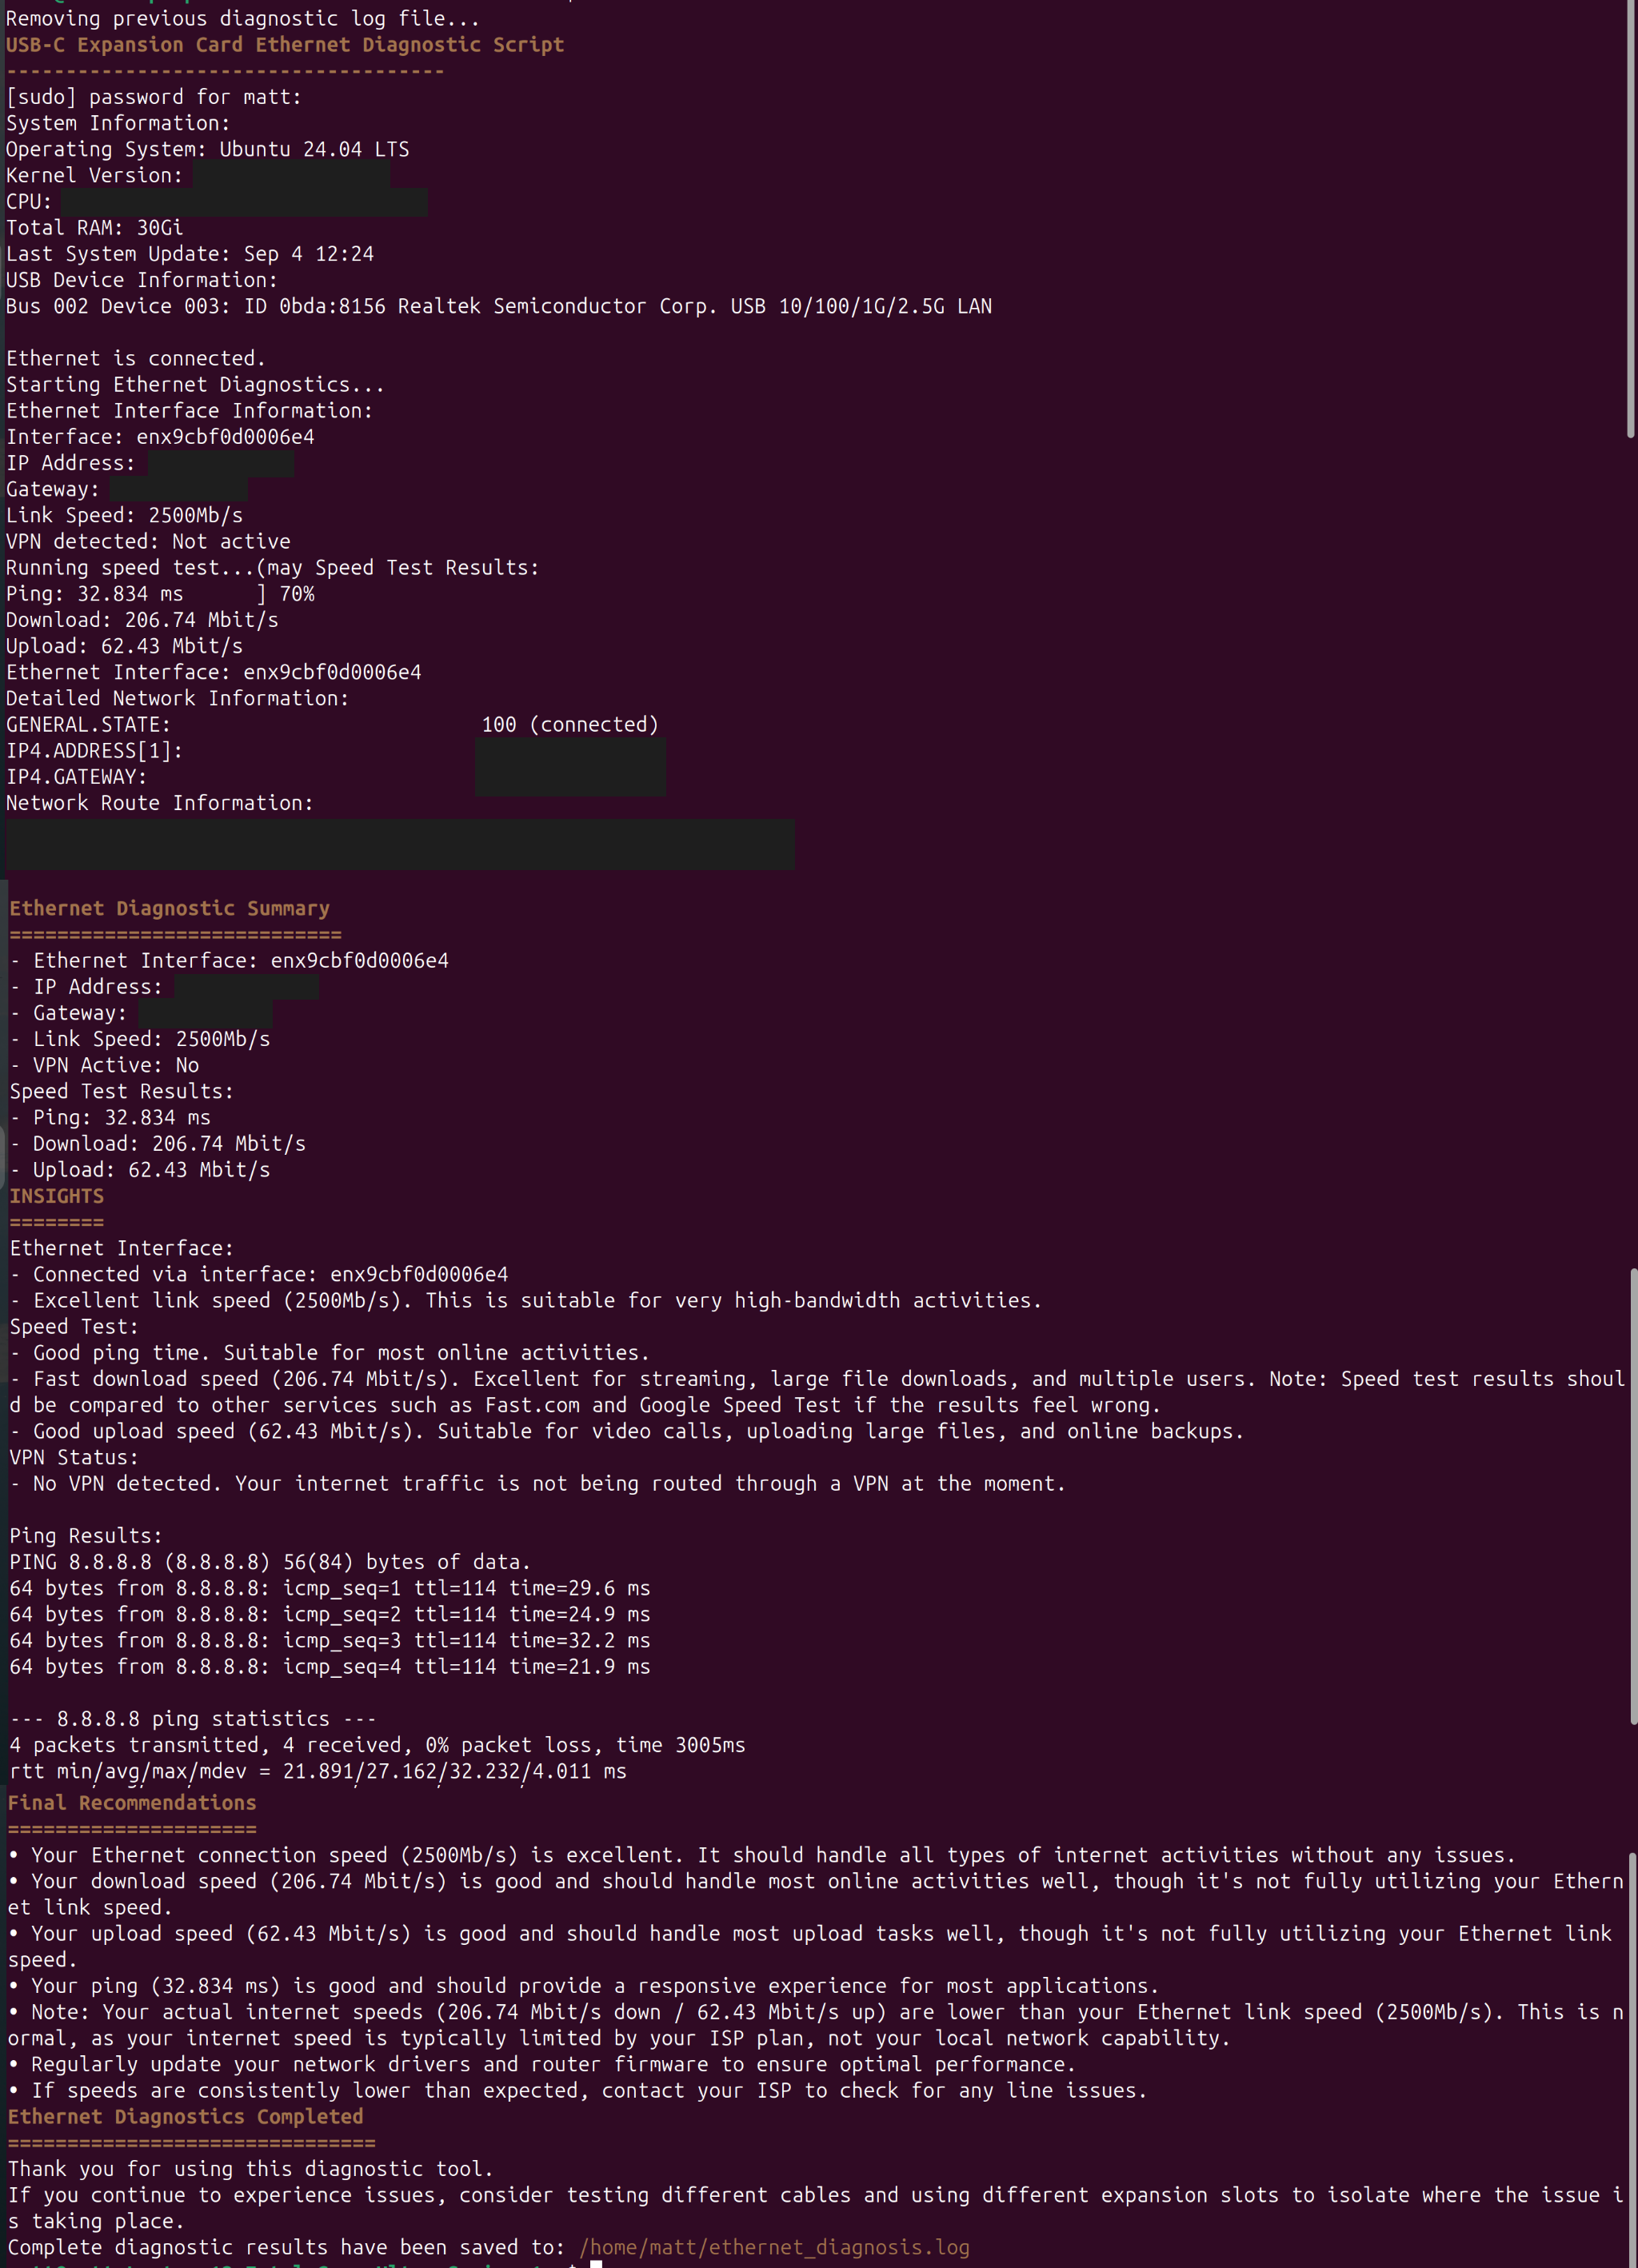 Removing previous diagnostic log file...
USB-C Expansion Card Ethernet Diagnostic Script
-------------------------------------
[sudo] password for matt:
System Information:
Operating System: Ubuntu 24.04 LTS
Kernel Version:
CPU:
Total RAM: 30Gi
Last System Update: Sep 4 12:24
USB Device Information:
Bus 002 Device 003: ID 0bda:8156 Realtek Semiconductor Corp. USB 10/100/1G/2.5G LAN
Ethernet is connected.
Starting Ethernet Diagnostics...
Ethernet Interface Information:
Interface: enx9cbf0d0006e4
IP Address:
Gateway:
Link Speed: 2500Mb/s
VPN detected: Not active
Running speed test...(may Speed Test Results:
Ping: 32.834 ms      ] 70%
Download: 206.74 Mbit/s
Upload: 62.43 Mbit/s
Ethernet Interface: enx9cbf0d0006e4
Detailed Network Information:
GENERAL.STATE:                          100 (connected)
IP4.ADDRESS[1]:
IP4.GATEWAY:
Network Route Information:
Ethernet Diagnostic Summary
============================
- Ethernet Interface: enx9cbf0d0006e4
- IP Address:
- Gateway:
- Link Speed: 2500Mb/s
- VPN Active: No
Speed Test Results:
- Ping: 32.834 ms
- Download: 206.74 Mbit/s
- Upload: 62.43 Mbit/s
INSIGHTS
========
Ethernet Interface:
- Connected via interface: enx9cbf0d0006e4
- Excellent link speed (2500Mb/s). This is suitable for very high-bandwidth activities.
Speed Test:
- Good ping time. Suitable for most online activities.
- Fast download speed (206.74 Mbit/s). Excellent for streaming, large file downloads, and multiple users. Note: Speed test results shoul
d be compared to other services such as Fast.com and Google Speed Test if the results feel wrong.
- Good upload speed (62.43 Mbit/s). Suitable for video calls, uploading large files, and online backups.
VPN Status:
- No VPN detected. Your internet traffic is not being routed through a VPN at the moment.
Ping Results:
PING 8.8.8.8 (8.8.8.8) 56(84) bytes of data.
64 bytes from 8.8.8.8: icmp_seq=1 ttl=114 time=29.6 ms
64 bytes from 8.8.8.8: icmp_seq=2 ttl=114 time=24.9 ms
64 bytes from 8.8.8.8: icmp_seq=3 ttl=114 time=32.2 ms
64 bytes from 8.8.8.8: icmp_seq=4 ttl=114 time=21.9 ms
--- 8.8.8.8 ping statistics ---
4 packets transmitted, 4 received, 0% packet loss, time 3005ms
rtt min/avg/max/mdev = 21.891/27.162/32.232/4.011 ms
Final Recommendations
=====================
• Your Ethernet connection speed (2500Mb/s) is excellent. It should handle all types of internet activities without any issues.
• Your download speed (206.74 Mbit/s) is good and should handle most online activities well, though it's not fully utilizing your Ethern
et link speed.
• Your upload speed (62.43 Mbit/s) is good and should handle most upload tasks well, though it's not fully utilizing your Ethernet link
speed.
• Your ping (32.834 ms) is good and should provide a responsive experience for most applications.
• Note: Your actual internet speeds (206.74 Mbit/s down / 62.43 Mbit/s up) are lower than your Ethernet link speed (2500Mb/s). This is n
ormal, as your internet speed is typically limited by your ISP plan, not your local network capability.
• Regularly update your network drivers and router firmware to ensure optimal performance.
• If speeds are consistently lower than expected, contact your ISP to check for any line issues.
Ethernet Diagnostics Completed
===============================
Thank you for using this diagnostic tool.
If you continue to experience issues, consider testing different cables and using different expansion slots to isolate where the issue i
s taking place.
Complete diagnostic results have been saved to: /home/matt/ethernet_diagnosis.log